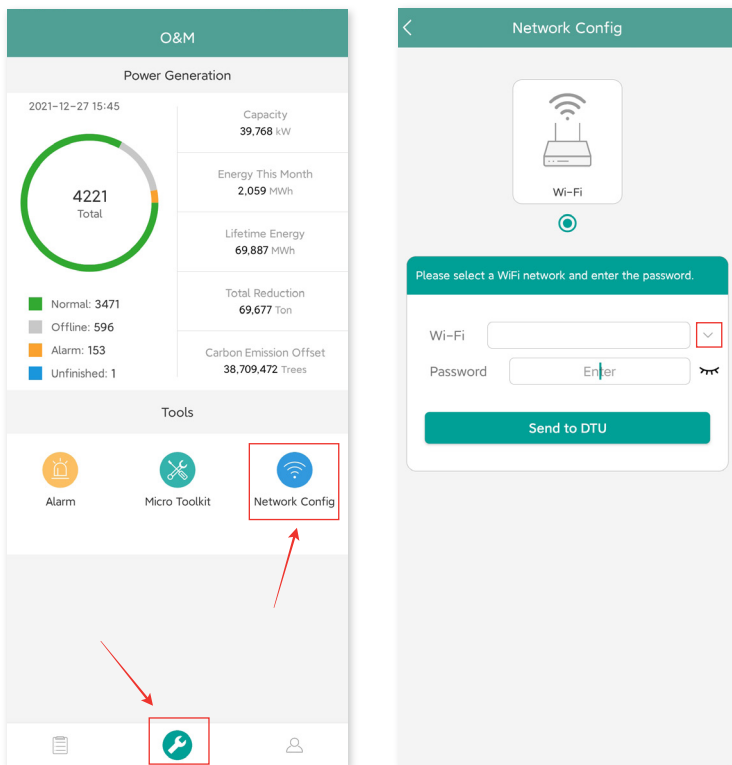 O&M
Power Generation
2021-12-27 15:45
4221
Total
Normal: 3471
Offline: 596
Alarm: 153
Unfinished: 1
Capacity
39,768 kW
Energy This Month
2,059 MWh
Lifetime Energy
69,887 MWh
Total Reduction
69,677 Ton
Carbon Emission Offset
38,709,472 Trees
Tools
Alarm
Micro Toolkit
Network Config
Network Config
Wi-Fi
Please select a WiFi network and enter the password.
Wi-Fi
Password
Enter
Send to DTU